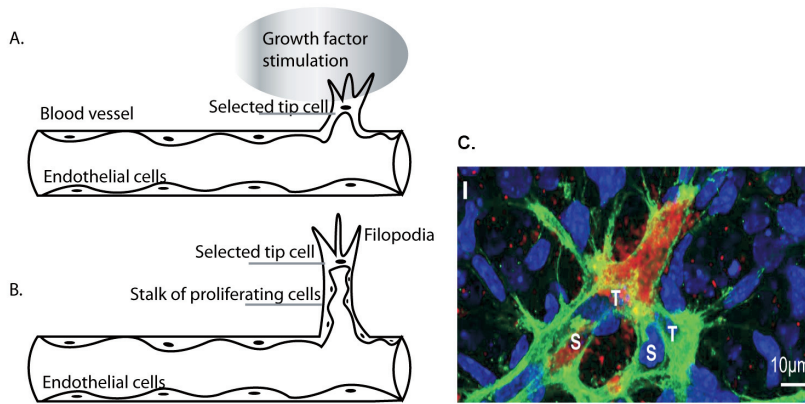 A.
Growth factor
stimulation
Selected tip cell
Blood vessel
Endothelial cells
B.
Filopodia
Selected tip cell
Stalk of proliferating cells
Endothelial cells
C.
I
T
T
S
S
10µm